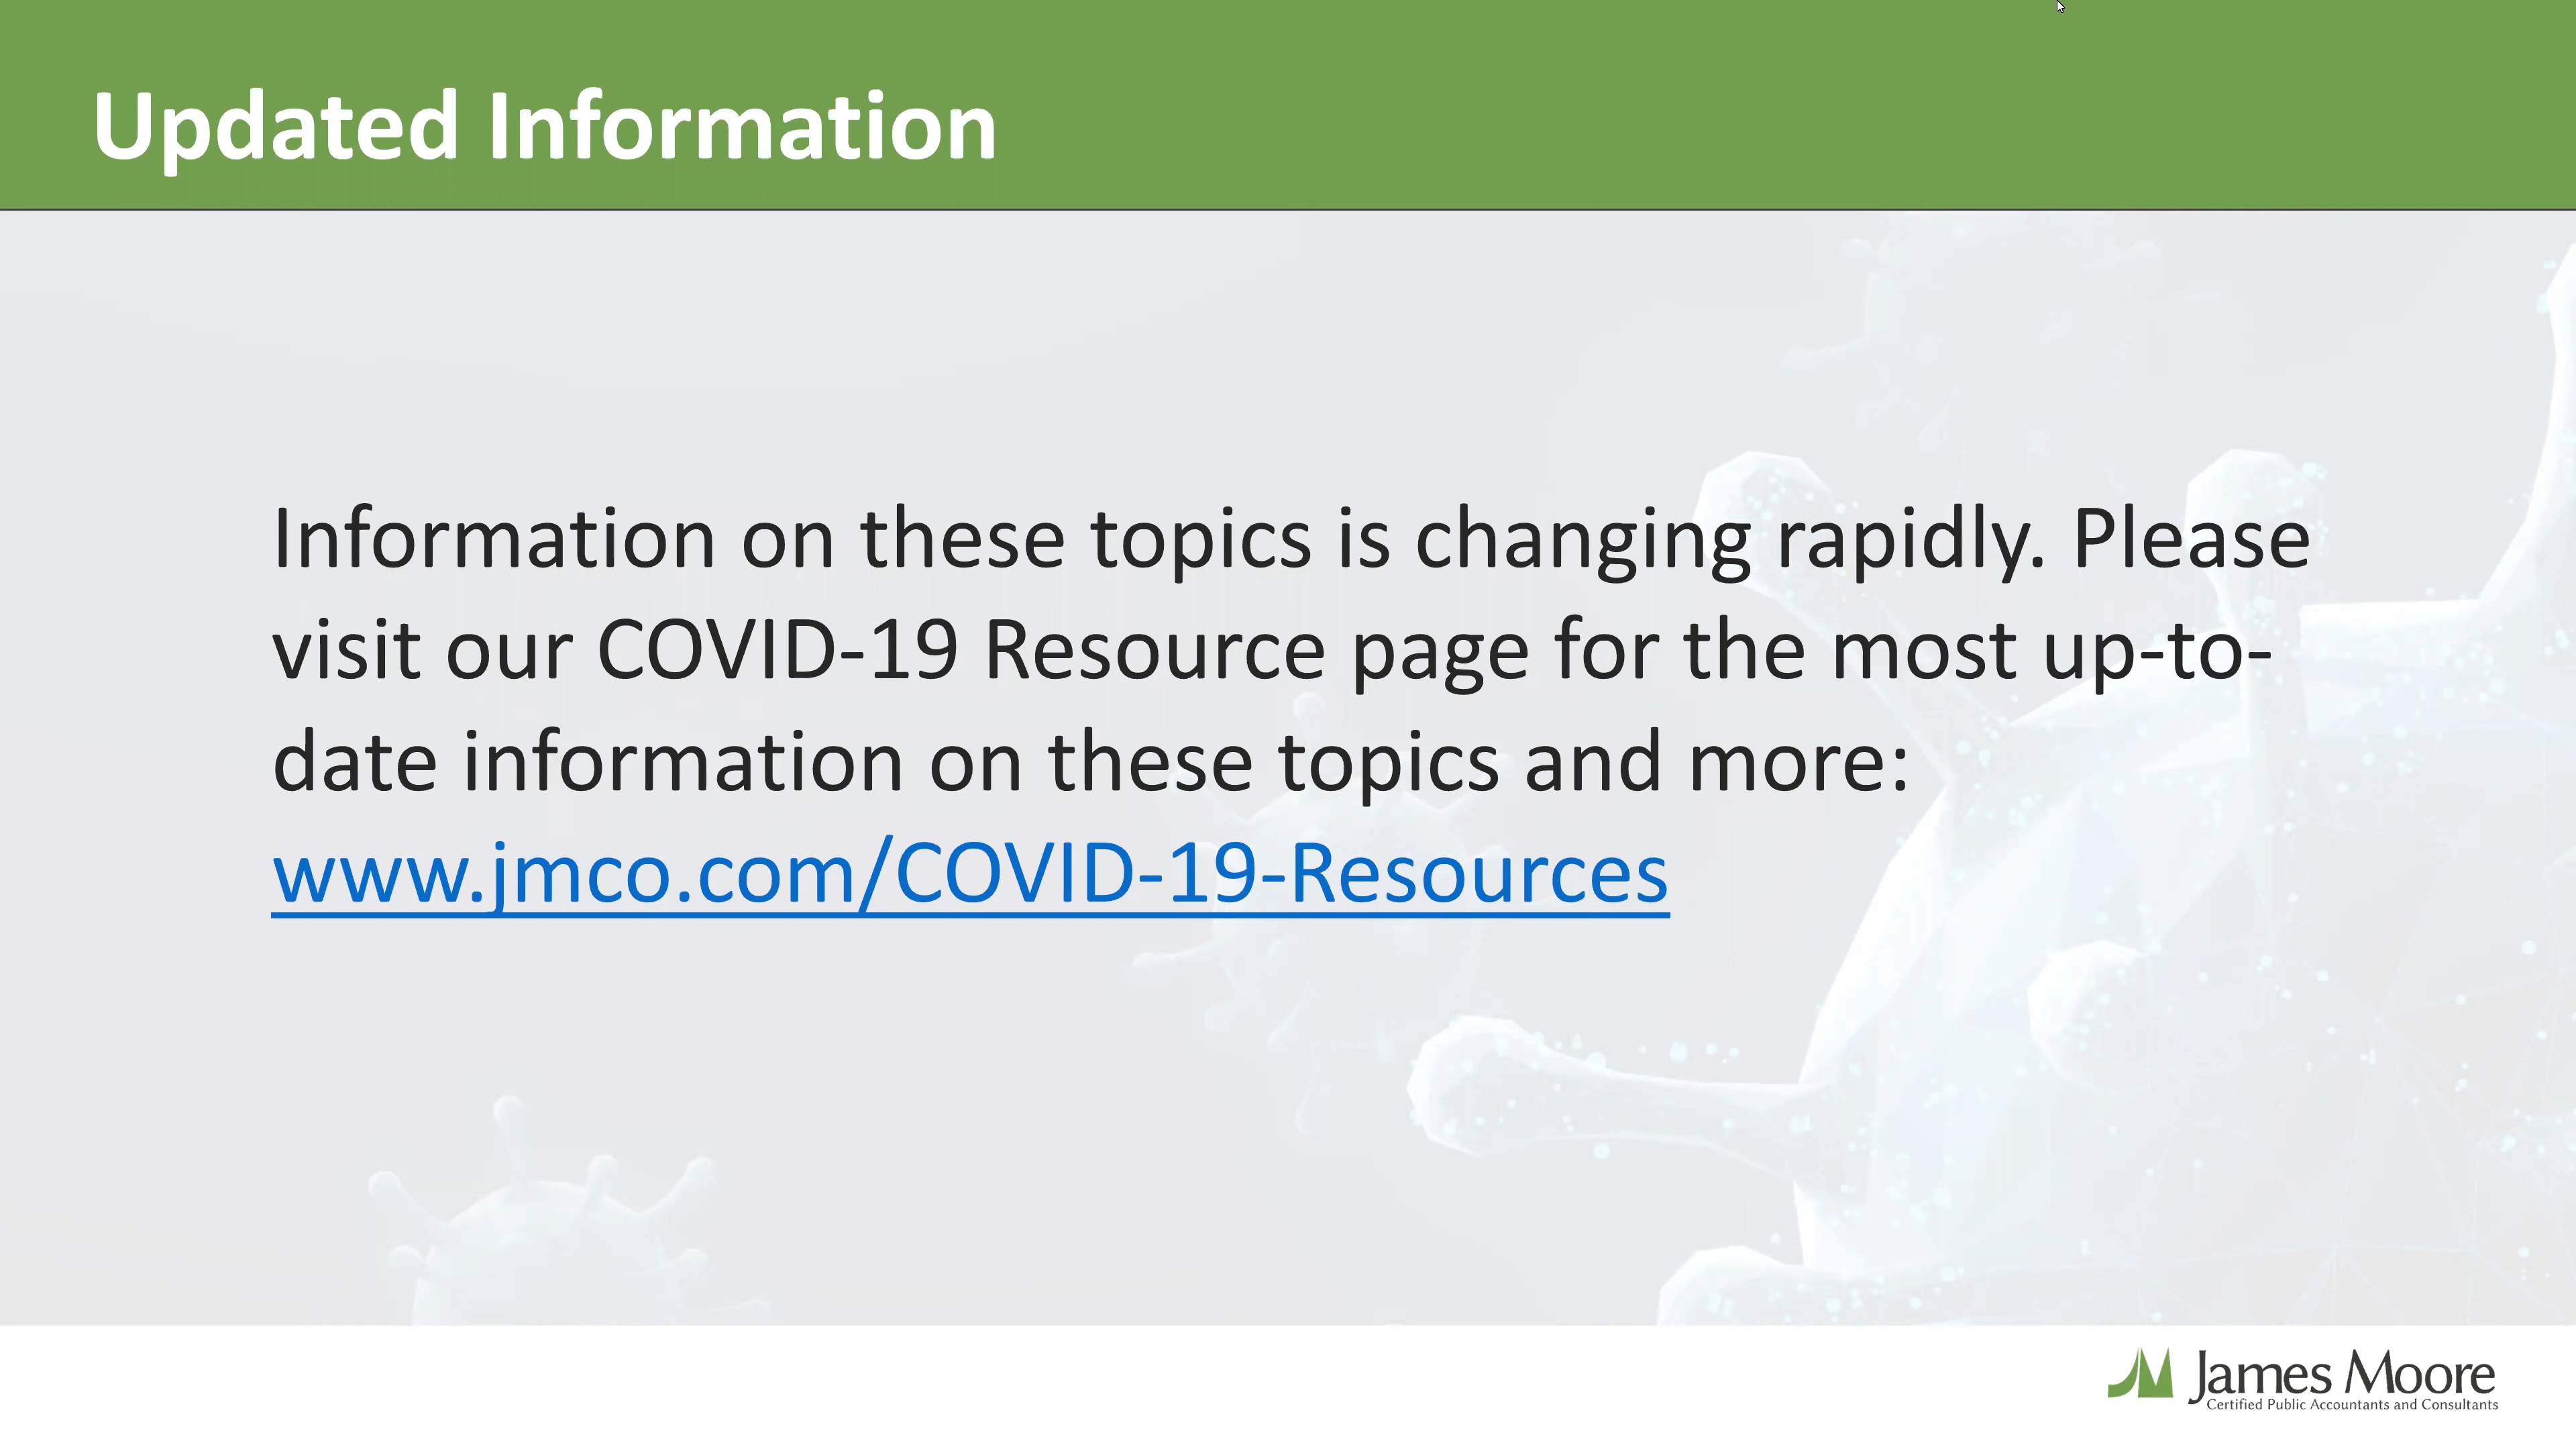 Updated Information
Information on these topics is changing rapidly. Please
visit our COVID-19 Resource page for the most up-to-
date information on these topics and more:
www.jmco.com/COVID-19-Resources
James Moore
Certified Public Accountants and Consultants